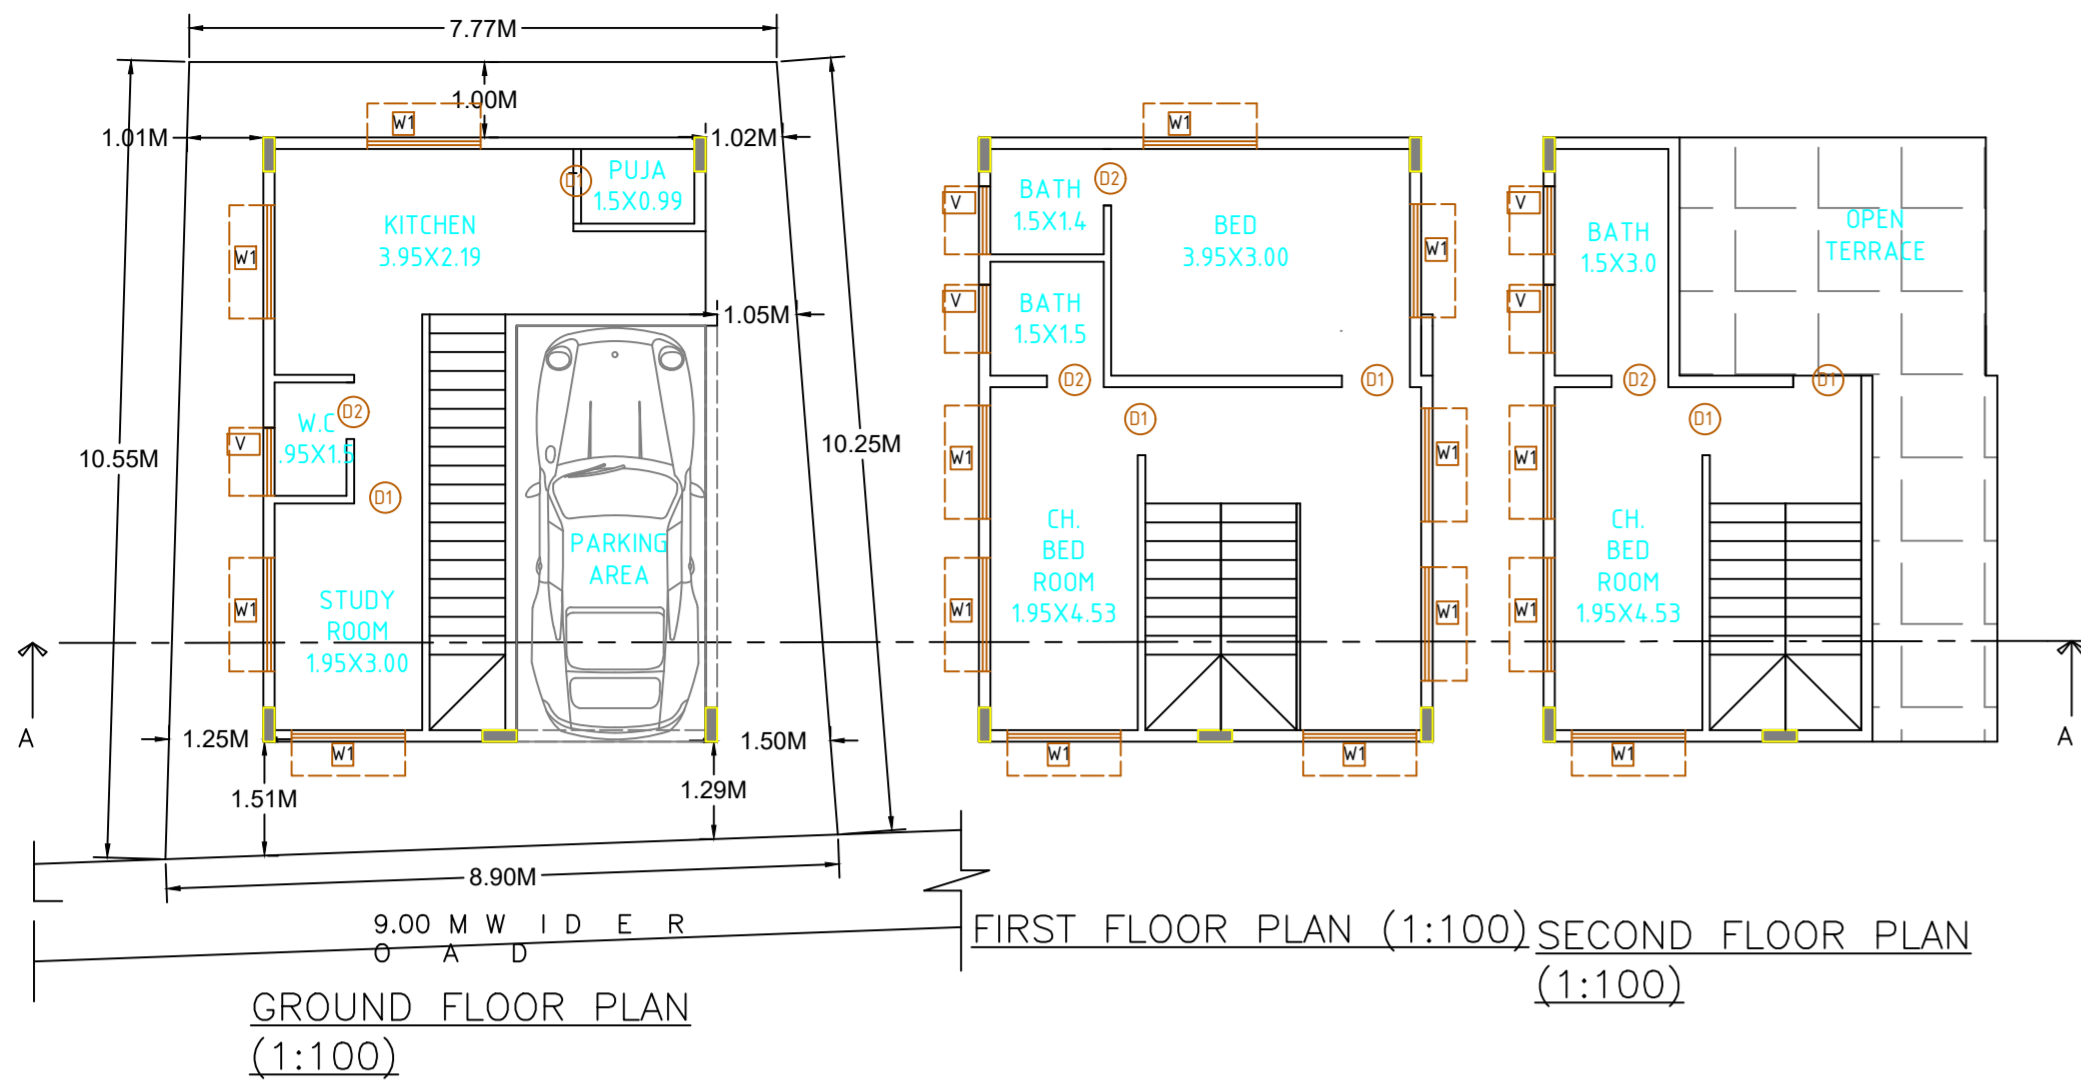 7.77M
1.00M
W1
1.01M
1.02M
D1
PUJA
1.5X0.99
KITCHEN
3.95X2.19
W1
1.05M
10.55M
10.25M
D2
W.C
.95X1.5
V
D1
PARKING
AREA
STUDY
ROOM
1.95X3.00
W1
A
1.25M
1.50M
W1
1.51M
1.29M
8.90M
9.00 M W I D E R
O A D
GROUND FLOOR PLAN
(1:100)
W1
BATH
1.5X1.4
D2
V
BED
3.95X3.00
W1
BATH
1.5X1.5
V
D2
D1
D1
W1
W1
CH.
BED
ROOM
1.95X4.53
W1
W1
W1
W1
FIRST FLOOR PLAN (1:100)
V
BATH
1.5X3.0
OPEN
TERRACE
V
D2
D1
D1
W1
CH.
BED
ROOM
1.95X4.53
W1
W1
A
SECOND FLOOR PLAN
(1:100)